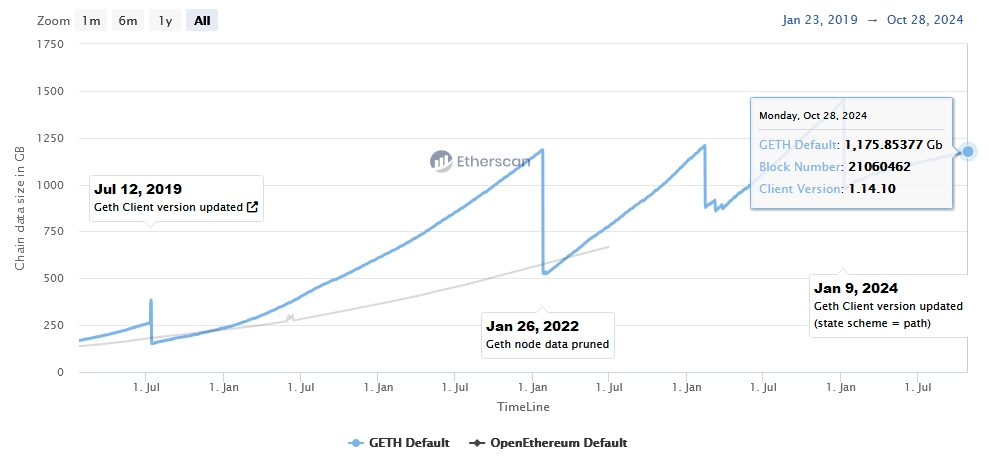 Zoom 1m 6m 1y All Jan 23, 2019 → Oct 28, 2024
1750
1500
1250
1000
750
500
250
0
Chain data size in GB
Etherscan
Jul 12, 2019
Geth Client version updated
Jan 26, 2022
Geth node data pruned
Monday, Oct 28, 2024
GETH Default: 1,175.85377 Gb
Block Number: 21060462
Client Version: 1.14.10
Jan 9, 2024
Geth Client version updated
(state scheme = path)
1. Jul 1. Jan 1. Jul 1. Jan 1. Jul 1. Jan 1. Jul 1. Jan 1. Jul 1. Jan 1. Jul
TimeLine
GETH Default OpenEthereum Default